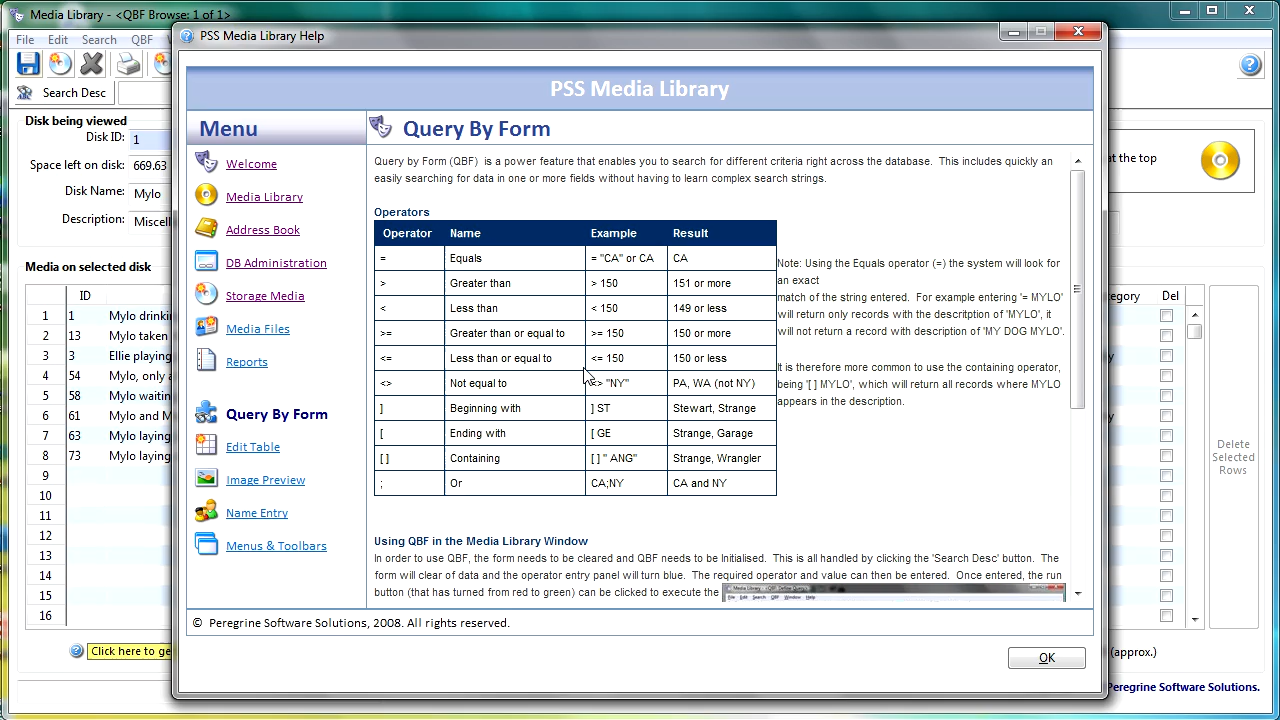 Media Library - <QBF Browse: 1 of 1>
File Edit Search QBF
Search Desc
Disk being viewed
Disk ID: 1
Space left on disk: 669.63
Disk Name: Mylo
Description: Miscell
Media on selected disk
ID
1 1 Mylo drinki
2 13 Mylo taken
3 3 Ellie playing
4 54 Mylo, only a
5 58 Mylo waitin
6 61 Mylo and M
7 63 Mylo laying
8 73 Mylo laying
9
10
11
12
13
14
15
16
Click here to ge
PSS Media Library Help
PSS Media Library
Menu
Welcome
Media Library
Address Book
DB Administration
Storage Media
Media Files
Reports
Query By Form
Edit Table
Image Preview
Name Entry
Menus & Toolbars
Query By Form
Query by Form (QBF) is a power feature that enables you to search for different criteria right across the database. This includes quickly an
easily searching for data in one or more fields without having to learn complex search strings.
Operators
Operator Name Example Result
= Equals = "CA" or CA CA
> Greater than > 150 151 or more
< Less than < 150 149 or less
>= Greater than or equal to >= 150 150 or more
<= Less than or equal to <= 150 150 or less
<> Not equal to <> "NY" PA, WA (not NY)
] Beginning with ] ST Stewart, Strange
[ Ending with [ GE Strange, Garage
[ ] Containing [ ] " ANG" Strange, Wrangler
; Or CA;NY CA and NY
Note: Using the Equals operator (=) the system will look for
an exact
match of the string entered. For example entering '= MYLO'
will return only records with the descritpton of 'MYLO', it
will not return a record with description of 'MY DOG MYLO'.
It is therefore more common to use the containing operator,
being '[ ] MYLO', which will return all records where MYLO
appears in the description.
Using QBF in the Media Library Window
In order to use QBF, the form needs to be cleared and QBF needs to be Initialised. This is all handled by clicking the 'Search Desc' button. The
form will clear of data and the operator entry panel will turn blue. The required operator and value can then be entered. Once entered, the run
button (that has turned from red to green) can be clicked to execute the
File Edit Search QBF Window Help
© Peregrine Software Solutions, 2008. All rights reserved.
OK
at the top
egory Del
Delete
Selected
Rows
(approx.)
Peregrine Software Solutions.